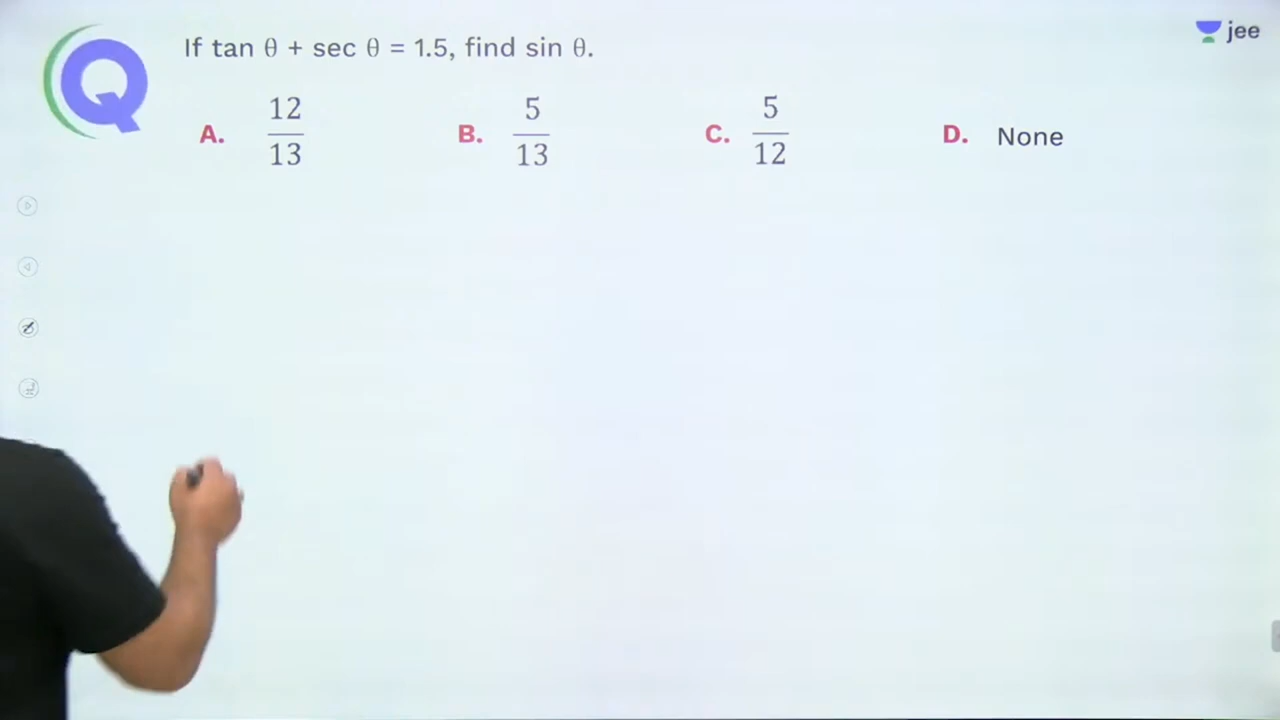 If tan θ + sec θ = 1.5, find sin θ.
jee
A. 12/13 B. 5/13 C. 5/12 D. None